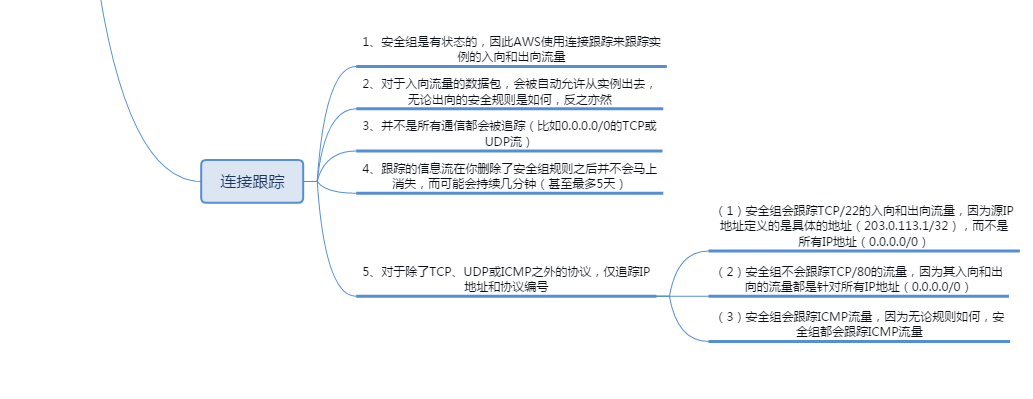 连接跟踪
1、安全组是有状态的，因此AWS使用连接跟踪来跟踪实
例的入向和出向流量
2、对于入向流量的数据包，会被自动允许从实例出去，
无论出向的安全规则是如何，反之亦然
3、并不是所有通信都会被追踪（比如0.0.0.0/0的TCP或
UDP流）
4、跟踪的信息流在你删除了安全组规则之后并不会马上
消失，而可能会持续几分钟（甚至最多5天）
5、对于除了TCP、UDP或ICMP之外的协议，仅追踪IP
地址和协议编号
（1）安全组会跟踪TCP/22的入向和出向流量，因为源IP
地址定义的是具体的地址（203.0.113.1/32），而不是
所有IP地址（0.0.0.0/0）
（2）安全组不会跟踪TCP/80的流量，因为其入向和出
向的流量都是针对所有IP地址（0.0.0.0/0）
（3）安全组会跟踪ICMP流量，因为无论规则如何，安
全组都会跟踪ICMP流量